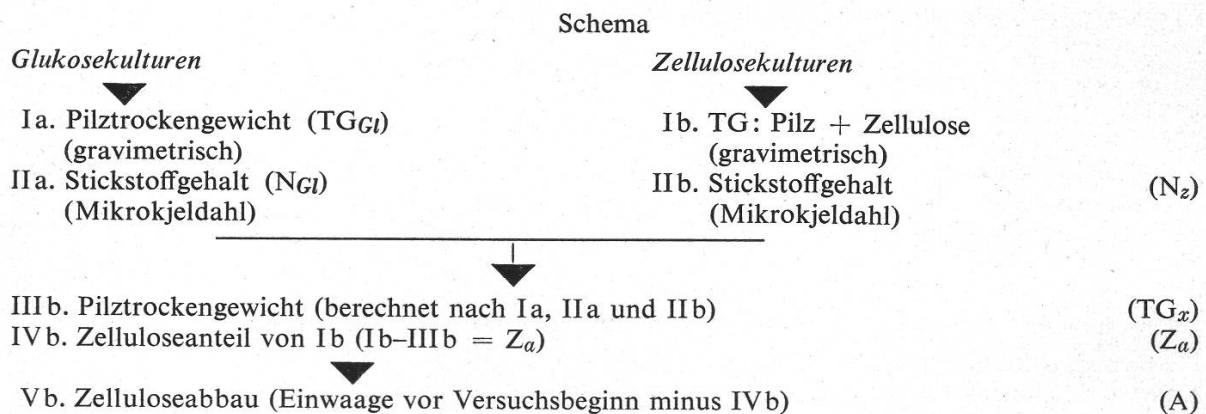 Schema
Glukosekulturen
Zellulosekulturen
Ia. Pilztrockengewicht (TGGl)
(gravimetrisch)
Ib. TG: Pilz + Zellulose
(gravimetrisch)
IIa. Stickstoffgehalt (NGl)
(Mikrokjeldahl)
IIb. Stickstoffgehalt (Nz)
(Mikrokjeldahl)
IIIb. Pilztrockengewicht (berechnet nach Ia, IIa und IIb) (TGx)
IVb. Zelluloseanteil von Ib (Ib–IIIb = Za) (Za)
Vb. Zelluloseabbau (Einwaage vor Versuchsbeginn minus IVb) (A)